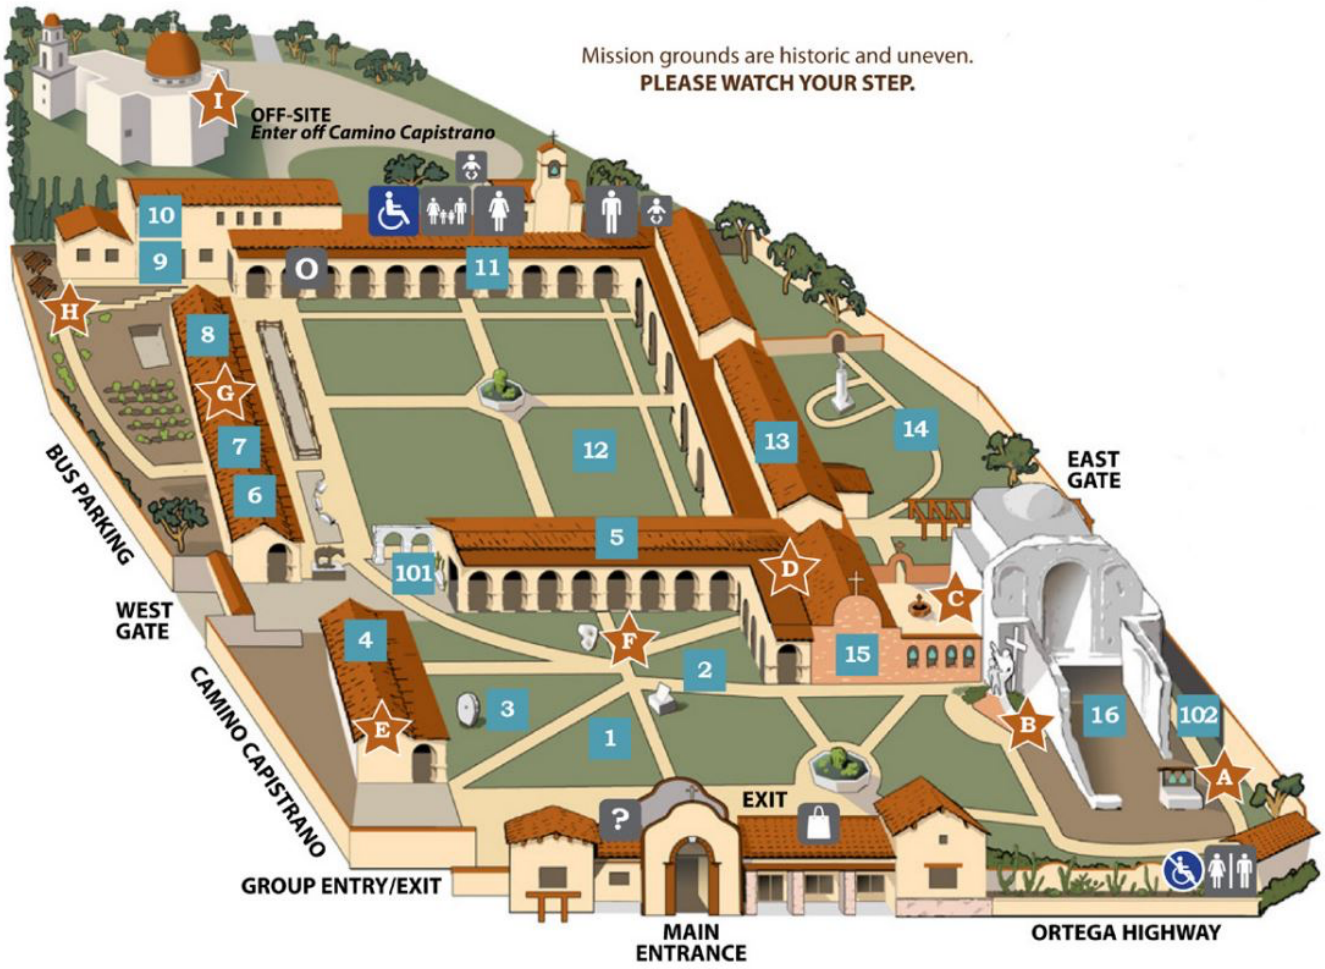 Mission grounds are historic and uneven.
PLEASE WATCH YOUR STEP.
I
OFF-SITE
Enter off Camino Capistrano
10
9
O
11
H
8
G
7
6
12
13
14
EAST
GATE
BUS PARKING
5
101
D
C
WEST
GATE
4
F
15
2
3
E
1
B
16
102
A
CAMINO CAPISTRANO
?
EXIT
GROUP ENTRY/EXIT
MAIN
ENTRANCE
ORTEGA HIGHWAY